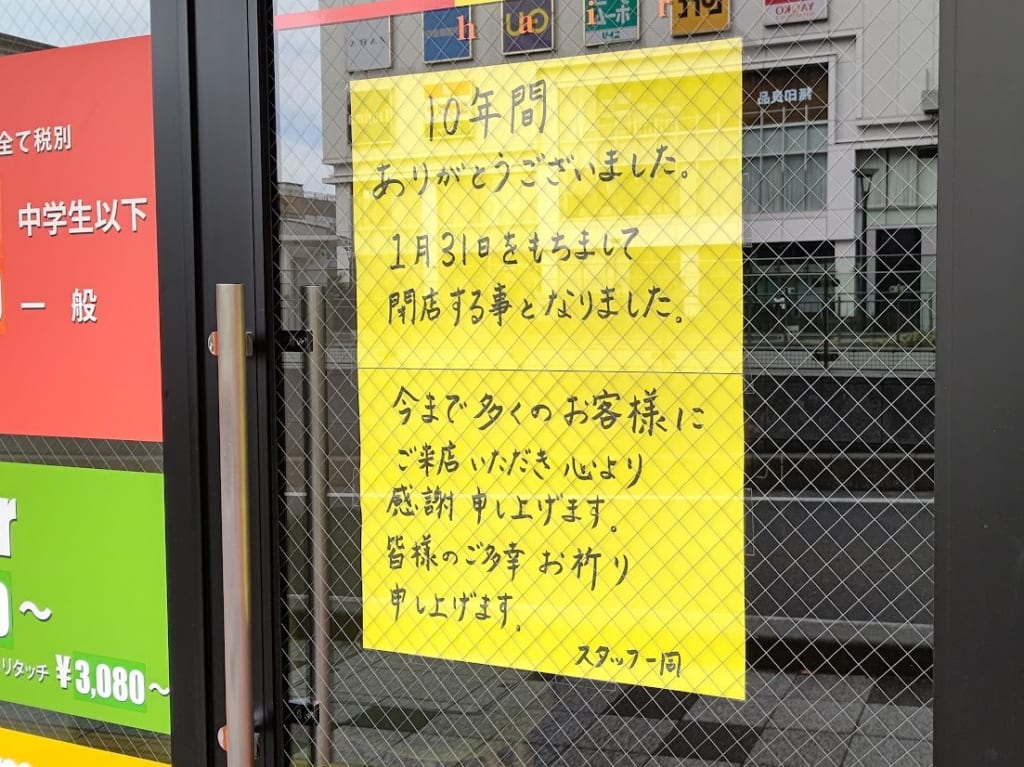 hair
全て税別
中学生以下
一 般
リタッチ ¥3,080〜
10年間
ありがとうございました。
1月31日をもちまして
閉店する事となりました。
今まで多くのお客様に
ご来店いただき心より
感謝申し上げます。
皆様のご多幸お祈り
申し上げます。
スタッフ一同
無印良品